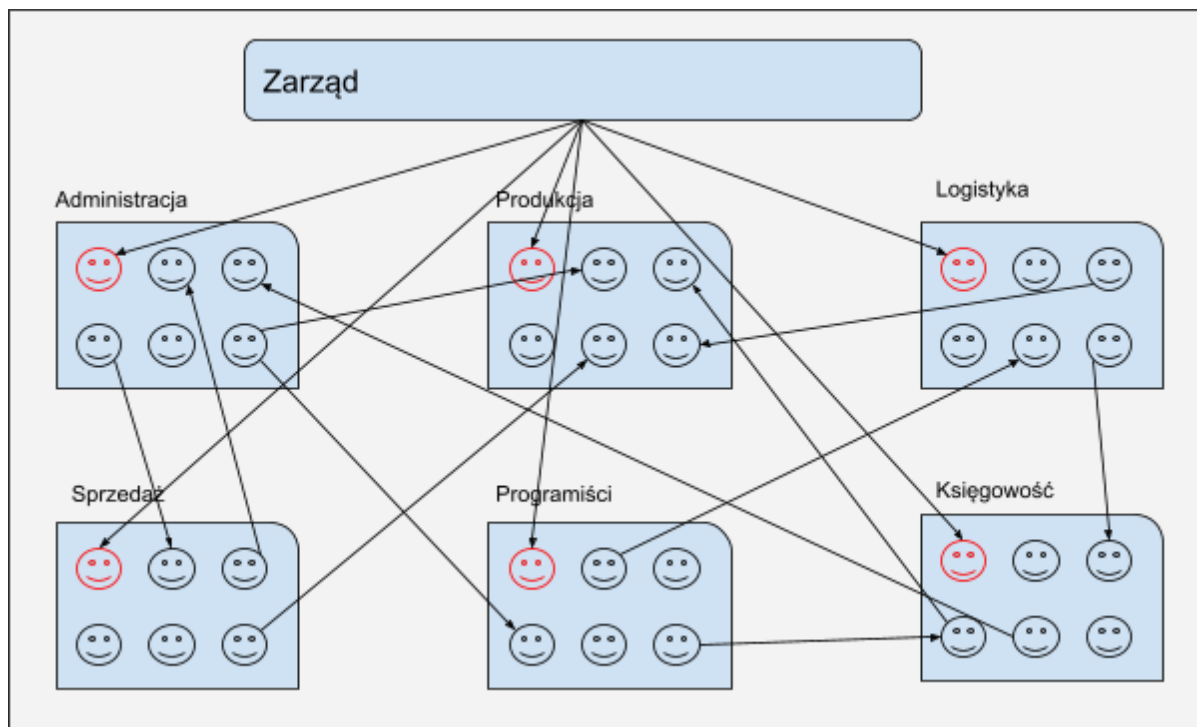 Zarząd
Administracja
Produkcja
Logistyka
Sprzedaż
Programiści
Księgowość